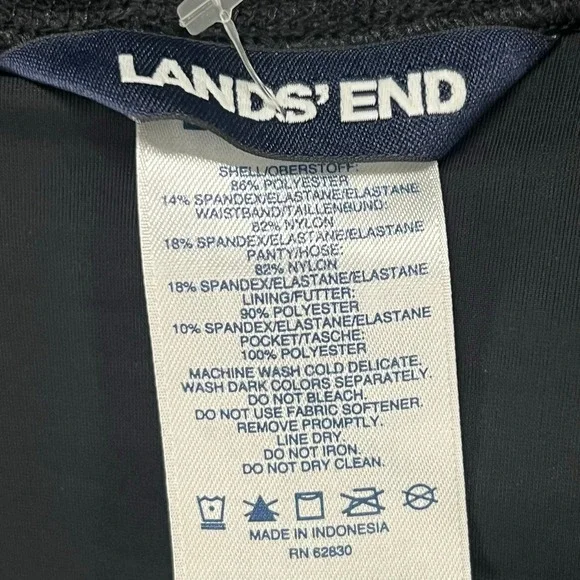 LANDS' END
SHELL/OBERSTOFF:
86% POLYESTER
14% SPANDEX/ELASTANE/ELASTANE
WAISTBAND/TAILLENBUND:
82% NYLON
18% SPANDEX/ELASTANE/ELASTANE
PANTY/HOSE:
82% NYLON
18% SPANDEX/ELASTANE/ELASTANE
LINING/FUTTER:
90% POLYESTER
10% SPANDEX/ELASTANE/ELASTANE
POCKET/TASCHE:
100% POLYESTER
MACHINE WASH COLD DELICATE.
WASH DARK COLORS SEPARATELY.
DO NOT BLEACH.
DO NOT USE FABRIC SOFTENER.
REMOVE PROMPTLY.
LINE DRY.
DO NOT IRON.
DO NOT DRY CLEAN.
MADE IN INDONESIA
RN 62830